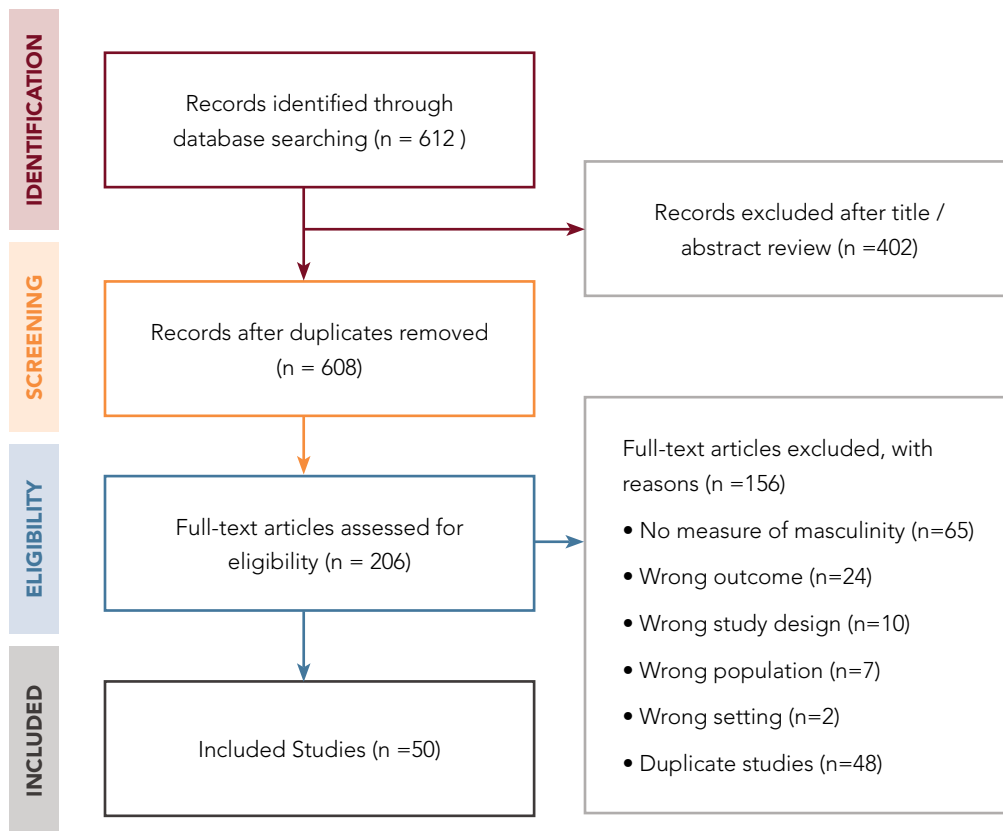 IDENTIFICATION
Records identified through
database searching (n = 612 )
Records excluded after title /
abstract review (n =402)
SCREENING
Records after duplicates removed
(n = 608)
ELIGIBILITY
Full-text articles assessed for
eligibility (n = 206)
Full-text articles excluded, with
reasons (n =156)
• No measure of masculinity (n=65)
• Wrong outcome (n=24)
• Wrong study design (n=10)
• Wrong population (n=7)
• Wrong setting (n=2)
• Duplicate studies (n=48)
INCLUDED
Included Studies (n =50)